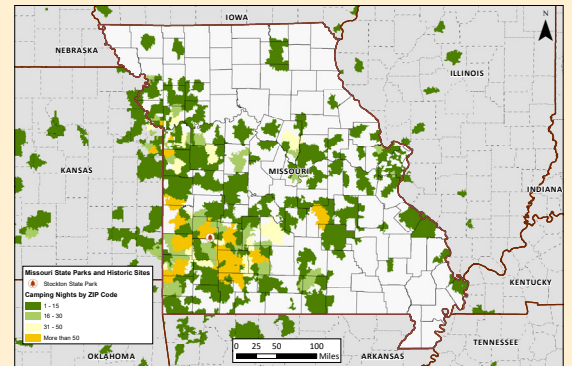 IOWA
N
NEBRASKA
ILLINOIS
KANSAS
MISSOURI
INDIANA
Missouri State Parks and Historic Sites
Stockton State Park
Camping Nights by ZIP Code
1 - 15
16 - 30
31 - 50
More than 50
KENTUCKY
TENNESSEE
OKLAHOMA
0 25 50 100
Miles
ARKANSAS